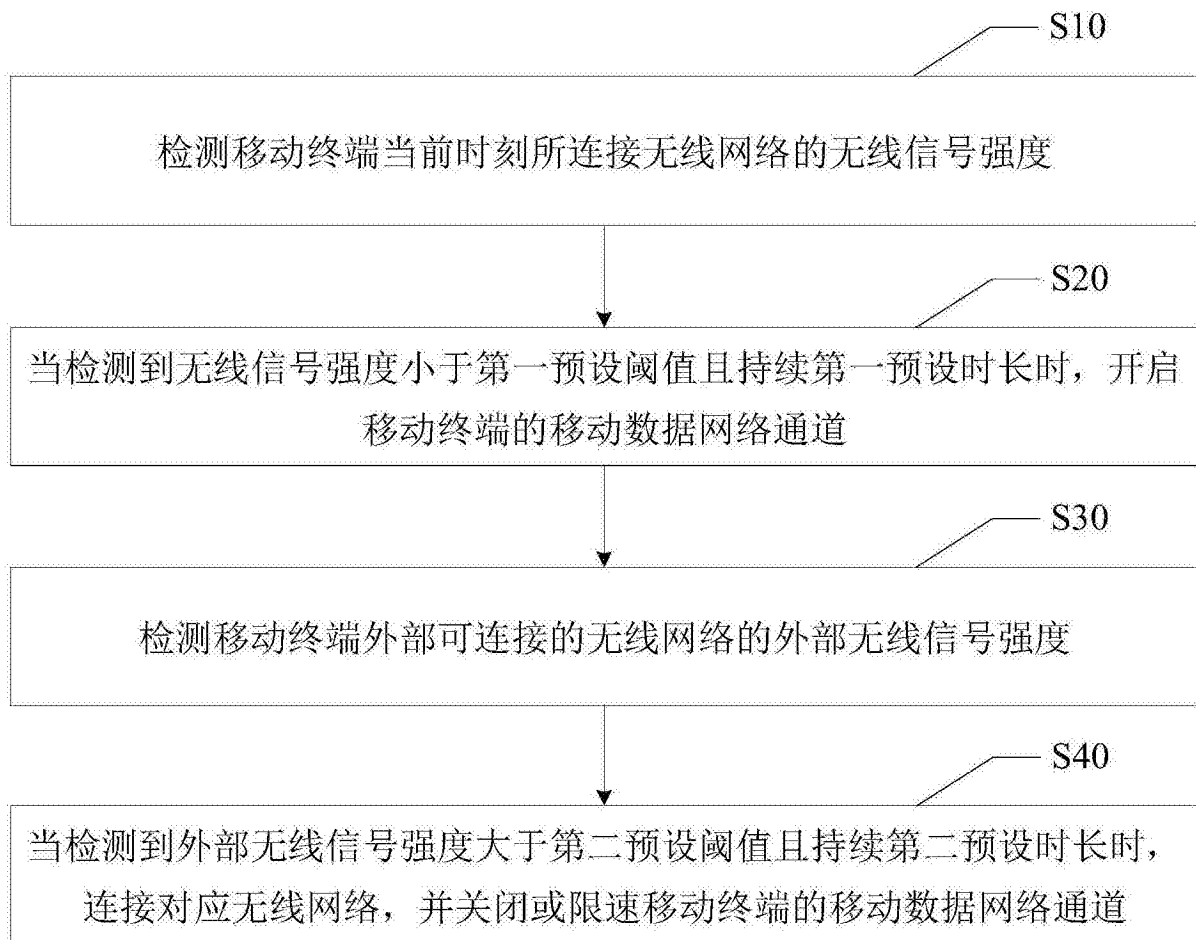 S10
检测移动终端当前时刻所连接无线网络的无线信号强度
S20
当检测到无线信号强度小于第一预设阈值且持续第一预设时长时，开启
移动终端的移动数据网络通道
S30
检测移动终端外部可连接的无线网络的外部无线信号强度
S40
当检测到外部无线信号强度大于第二预设阈值且持续第二预设时长时，
连接对应无线网络，并关闭或限速移动终端的移动数据网络通道